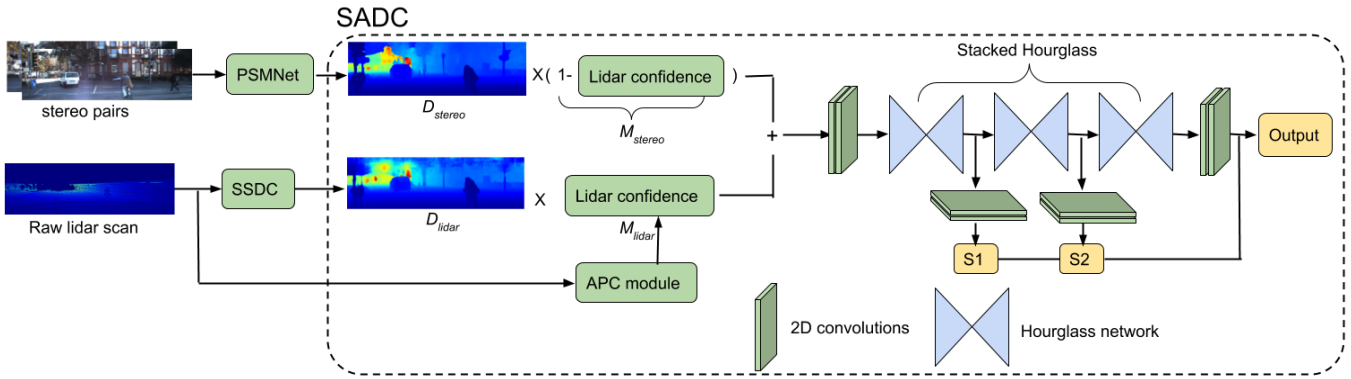 SADC
stereo pairs
PSMNet
D_stereo
X ( 1- Lidar confidence )
M_stereo
Raw lidar scan
SSDC
D_lidar
X
Lidar confidence
M_lidar
APC module
+
Stacked Hourglass
Output
S1
S2
2D convolutions
Hourglass network